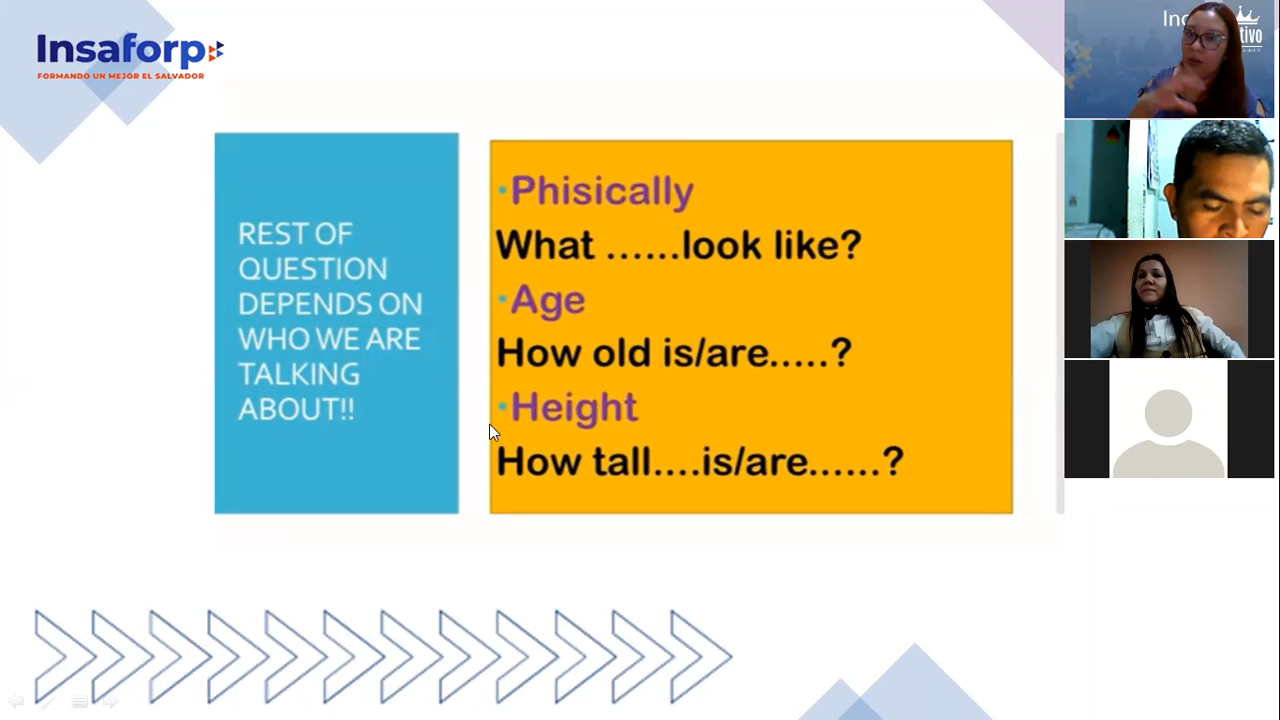 Insaforp
FORMANDO UN MEJOR EL SALVADOR
REST OF
QUESTION
DEPENDS ON
WHO WE ARE
TALKING
ABOUT!!
•Phisically
What ......look like?
•Age
How old is/are.....?
•Height
How tall....is/are......?